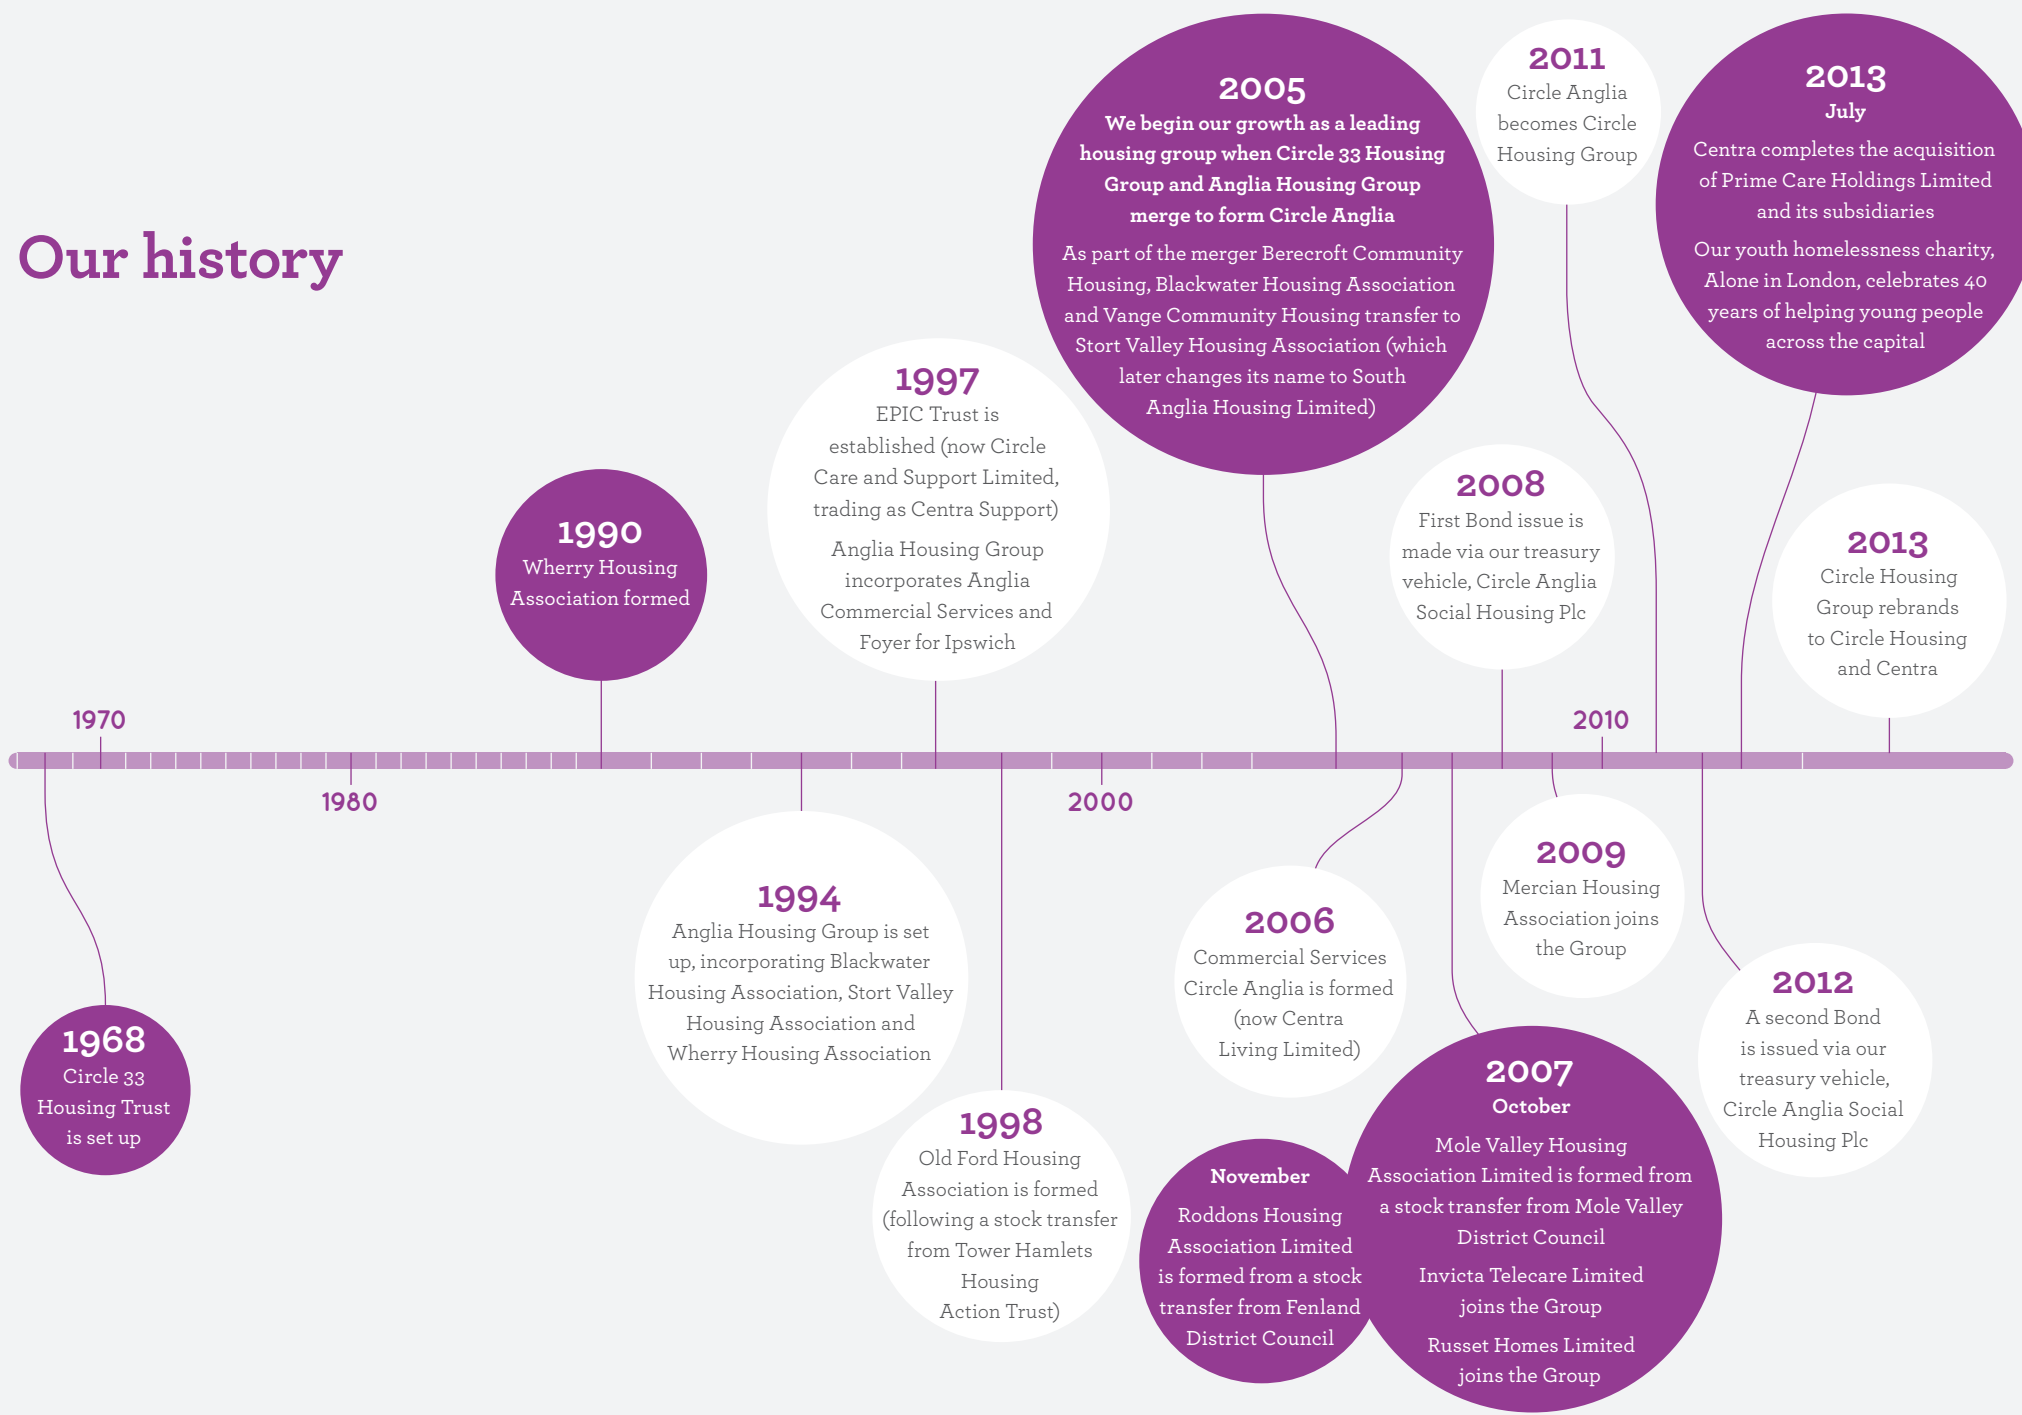 Our history
1968
Circle 33
Housing Trust
is set up
1970
1980
1990
Wherry Housing
Association formed
1994
Anglia Housing Group is set
up, incorporating Blackwater
Housing Association, Stort Valley
Housing Association and
Wherry Housing Association
1997
EPIC Trust is
established (now Circle
Care and Support Limited,
trading as Centra Support)
Anglia Housing Group
incorporates Anglia
Commercial Services and
Foyer for Ipswich
1998
Old Ford Housing
Association is formed
(following a stock transfer
from Tower Hamlets
Housing
Action Trust)
2000
2005
We begin our growth as a leading
housing group when Circle 33 Housing
Group and Anglia Housing Group
merge to form Circle Anglia
As part of the merger Berecroft Community
Housing, Blackwater Housing Association
and Vange Community Housing transfer to
Stort Valley Housing Association (which
later changes its name to South
Anglia Housing Limited)
2006
Commercial Services
Circle Anglia is formed
(now Centra
Living Limited)
2007
October
Mole Valley Housing
Association Limited is formed from
a stock transfer from Mole Valley
District Council
Invicta Telecare Limited
joins the Group
Russet Homes Limited
joins the Group
November
Roddons Housing
Association Limited
is formed from a stock
transfer from Fenland
District Council
2008
First Bond issue is
made via our treasury
vehicle, Circle Anglia
Social Housing Plc
2009
Mercian Housing
Association joins
the Group
2010
2011
Circle Anglia
becomes Circle
Housing Group
2012
A second Bond
is issued via our
treasury vehicle,
Circle Anglia Social
Housing Plc
2013
July
Centra completes the acquisition
of Prime Care Holdings Limited
and its subsidiaries
Our youth homelessness charity,
Alone in London, celebrates 40
years of helping young people
across the capital
2013
Circle Housing
Group rebrands
to Circle Housing
and Centra